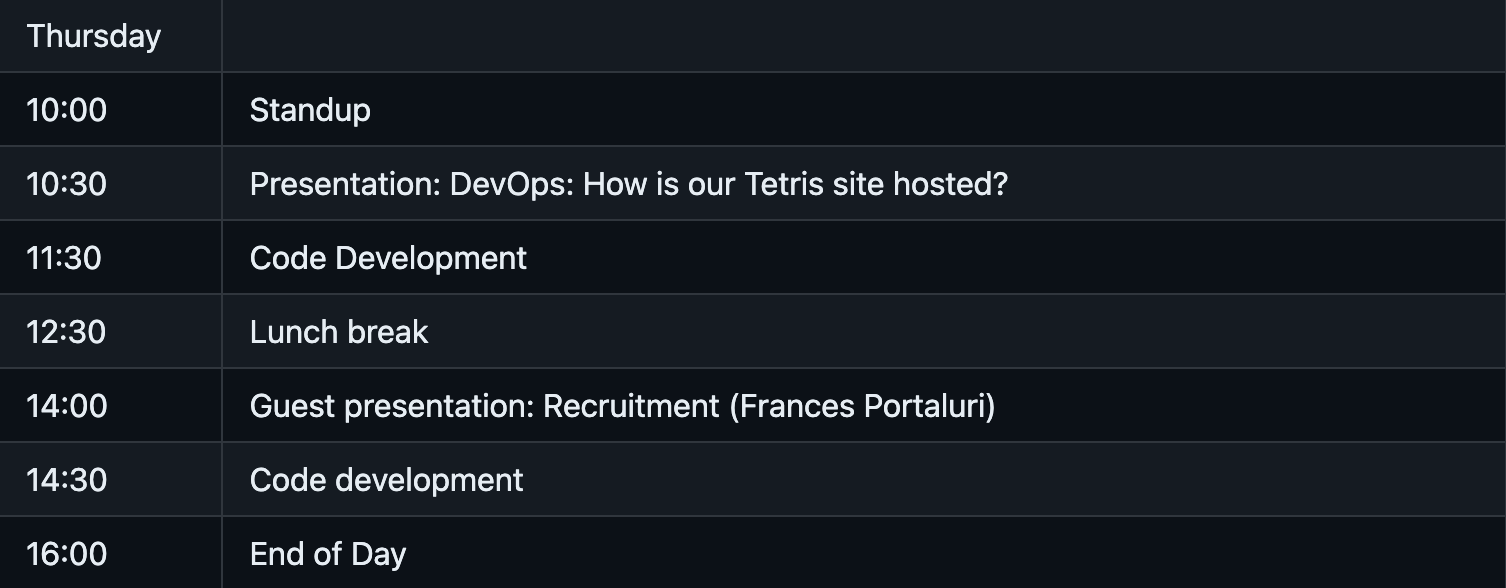 Thursday
10:00 Standup
10:30 Presentation: DevOps: How is our Tetris site hosted?
11:30 Code Development
12:30 Lunch break
14:00 Guest presentation: Recruitment (Frances Portaluri)
14:30 Code development
16:00 End of Day